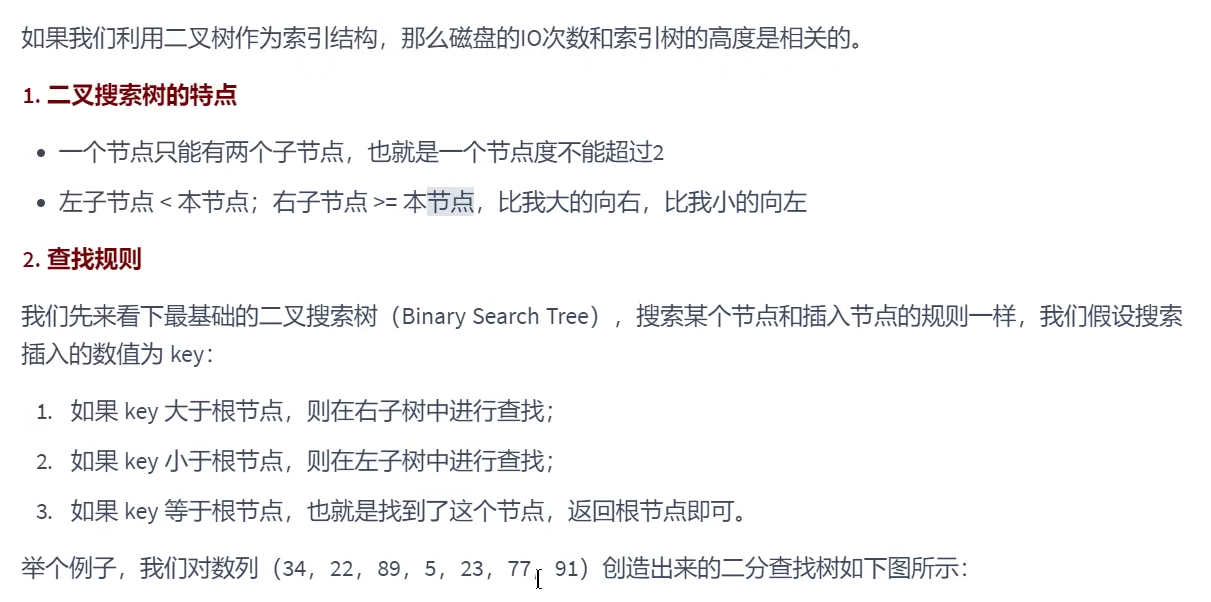 如果我们利用二叉树作为索引结构，那么磁盘的IO次数和索引树的高度是相关的。
1. 二叉搜索树的特点
• 一个节点只能有两个子节点，也就是一个节点度不能超过2
• 左子节点 < 本节点；右子节点 >= 本节点，比我大的向右，比我小的向左
2. 查找规则
我们先来看下最基础的二叉搜索树（Binary Search Tree），搜索某个节点和插入节点的规则一样，我们假设搜索
插入的数值为 key：
1. 如果 key 大于根节点，则在右子树中进行查找；
2. 如果 key 小于根节点，则在左子树中进行查找；
3. 如果 key 等于根节点，也就是找到了这个节点，返回根节点即可。
举个例子，我们对数列（34，22，89，5，23，77，91）创造出来的二分查找树如下图所示：